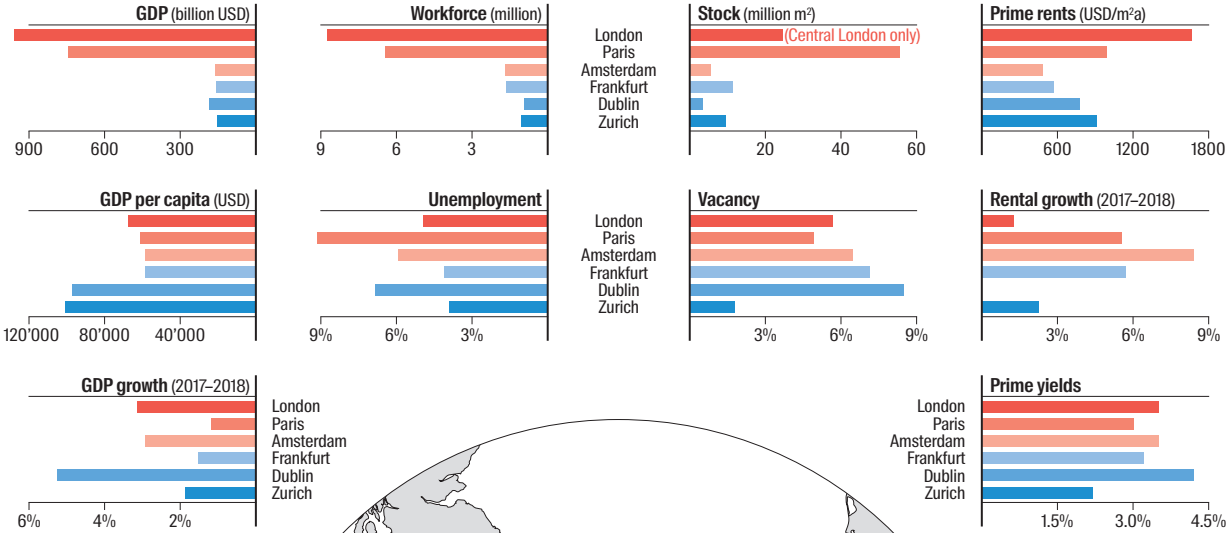 GDP (billion USD)
900 600 300
Workforce (million)
9 6 3
London
Paris
Amsterdam
Frankfurt
Dublin
Zurich
Stock (million m²)
(Central London only)
20 40 60
Prime rents (USD/m²a)
600 1200 1800
GDP per capita (USD)
120'000 80'000 40'000
Unemployment
9% 6% 3%
London
Paris
Amsterdam
Frankfurt
Dublin
Zurich
Vacancy
3% 6% 9%
Rental growth (2017–2018)
3% 6% 9%
GDP growth (2017–2018)
London
Paris
Amsterdam
Frankfurt
Dublin
Zurich
6% 4% 2%
Prime yields
London
Paris
Amsterdam
Frankfurt
Dublin
Zurich
1.5% 3.0% 4.5%